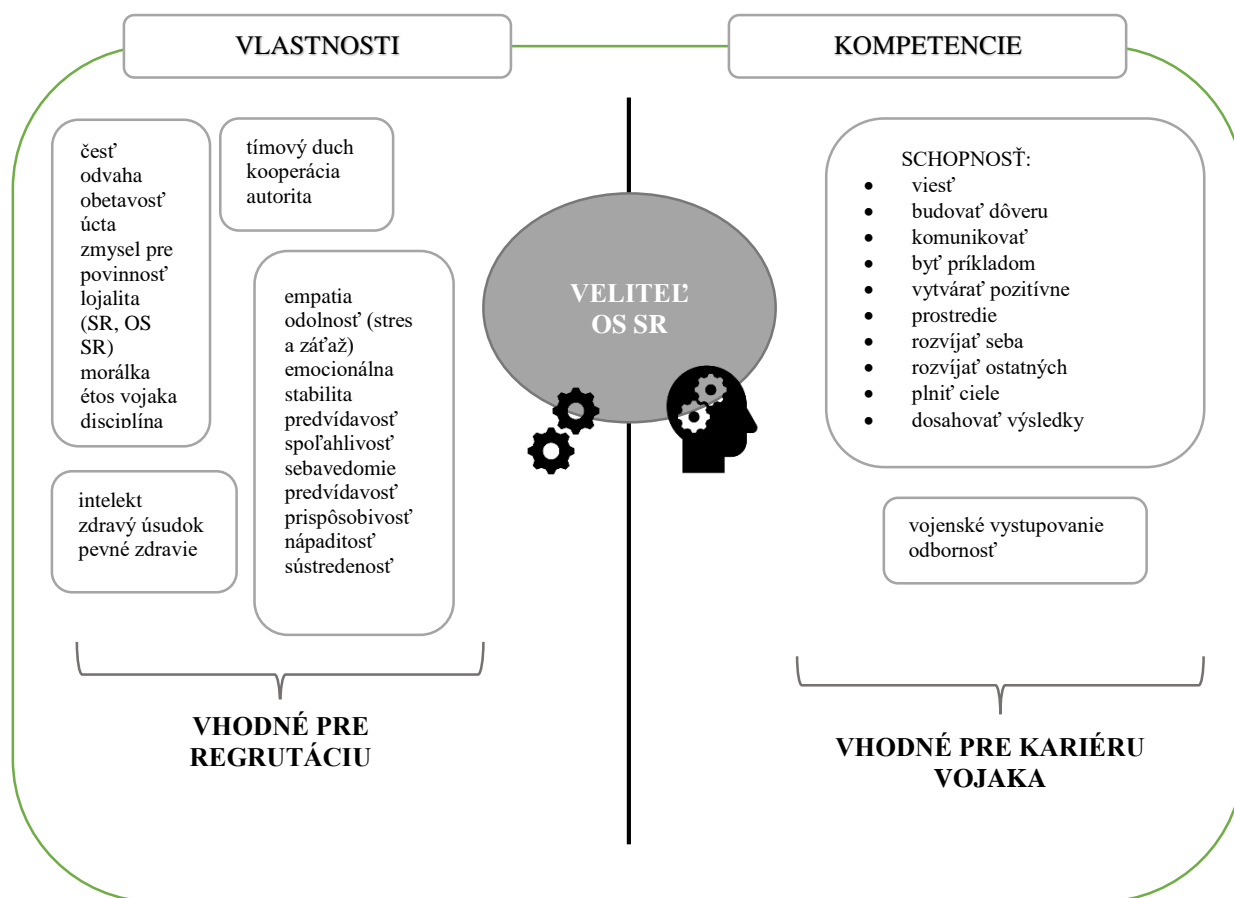 VLASTNOSTI
KOMPETENCIE
česť
odvaha
obetavosť
úcta
zmysel pre
povinnosť
lojalita
(SR, OS
SR)
morálka
étos vojaka
disciplína
tímový duch
kooperácia
autorita
empatia
odolnosť (stres
a záťaž)
emocionálna
stabilita
predvídavosť
spoľahlivosť
sebavedomie
predvídavosť
prispôsobivosť
nápaditosť
sústredenosť
intelekt
zdravý úsudok
pevné zdravie
VHODNÉ PRE
REGRUTÁCIU
VELITEĽ
OS SR
SCHOPNOSŤ:
• viesť
• budovať dôveru
• komunikovať
• byť príkladom
• vytvárať pozitívne
• prostredie
• rozvíjať seba
• rozvíjať ostatných
• plniť ciele
• dosahovať výsledky
vojenské vystupovanie
odbornosť
VHODNÉ PRE KARIÉRU
VOJAKA